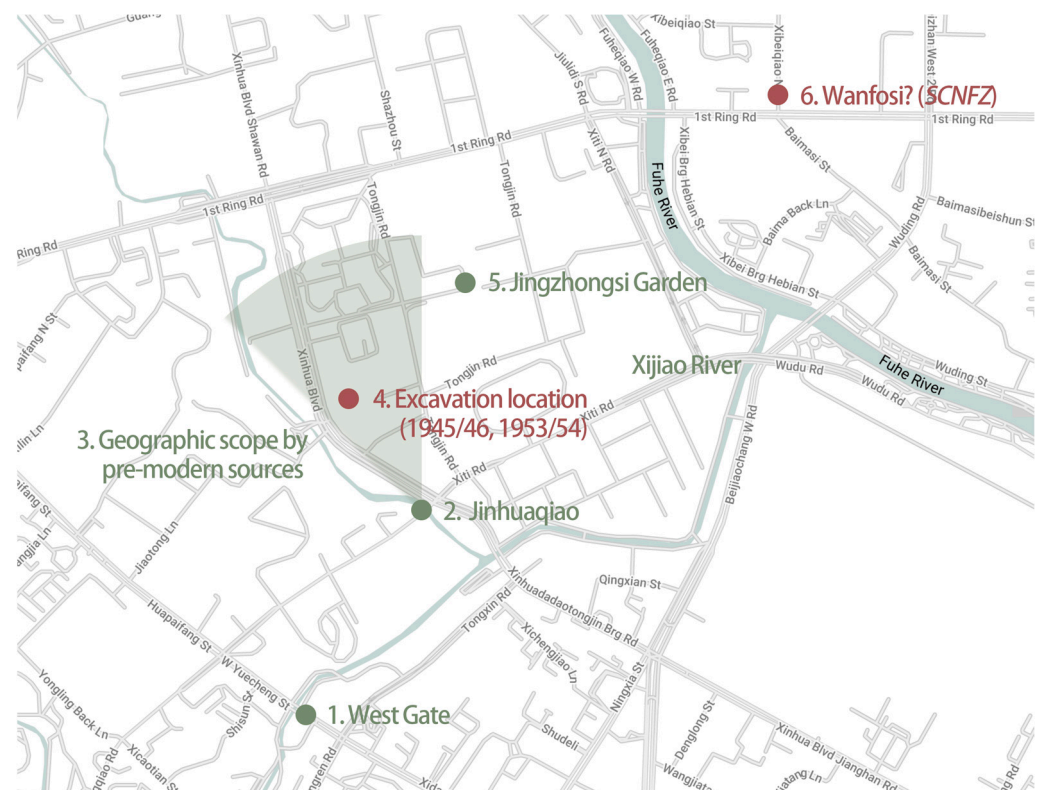 Xibeiqiao St
Fuheqiao W Rd
Fuheqiao E Rd
Xinhua Blvd Shawan Rd
Shazhou St
Jiulidi S Rd
6. Wanfosi? (SCNFZ)
1st Ring Rd
1st Ring Rd
1st Ring Rd
Xiti N Rd
Xibei Brg Hebian St
Baimasi St
Fuhe River
Tongjin Rd
Tongjin Rd
1st Ring Rd
Baima Back Ln
Wuding Rd
Baimasibeishun St
Ring Rd
Baimasi St
Xibei Brg Hebian St
5. Jingzhongsi Garden
Xijiao River
Fuhe River
Wuding St
Wudu Rd
Wudu Rd
Xinhua Blvd
Tongjin Rd
4. Excavation location
(1945/46, 1953/54)
Xiti Rd
3. Geographic scope by
pre-modern sources
Xiti Rd
Beijiaochang W Rd
2. Jinhuaqiao
Jiaotong Ln
Qingxian St
Xinhuadadaotongjin Brg Rd
Tongxin Rd
Huapaifang St
Xichengjiao Ln
Ningxia St
W Yuecheng St
Yongling Back Ln
Shisun St
1. West Gate
Shudeli
Denglong St
Xinhua Blvd Jianghan Rd
Xicaotian St